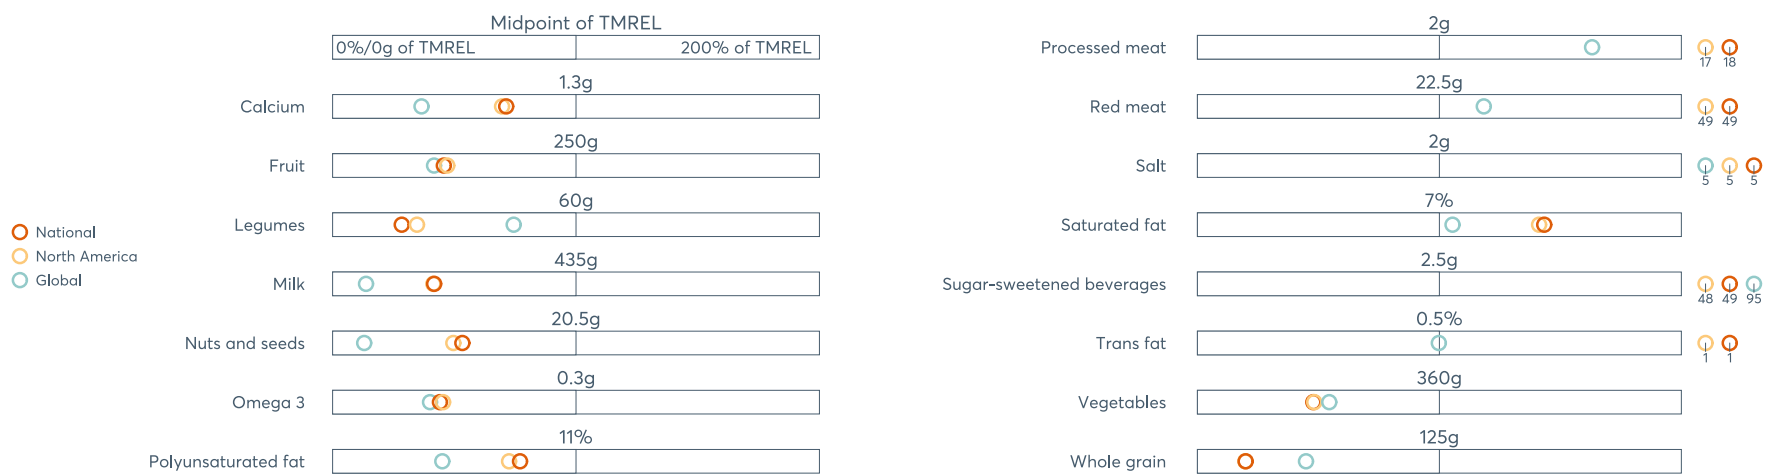 Midpoint of TMREL
0%/0g of TMREL 200% of TMREL
1.3g
Calcium
250g
Fruit
60g
Legumes
435g
Milk
20.5g
Nuts and seeds
0.3g
Omega 3
11%
Polyunsaturated fat
National
North America
Global
2g
Processed meat
17 18
22.5g
Red meat
49 49
2g
Salt
5 5 5
7%
Saturated fat
2.5g
Sugar-sweetened beverages
48 49 95
0.5%
Trans fat
1 1
360g
Vegetables
125g
Whole grain